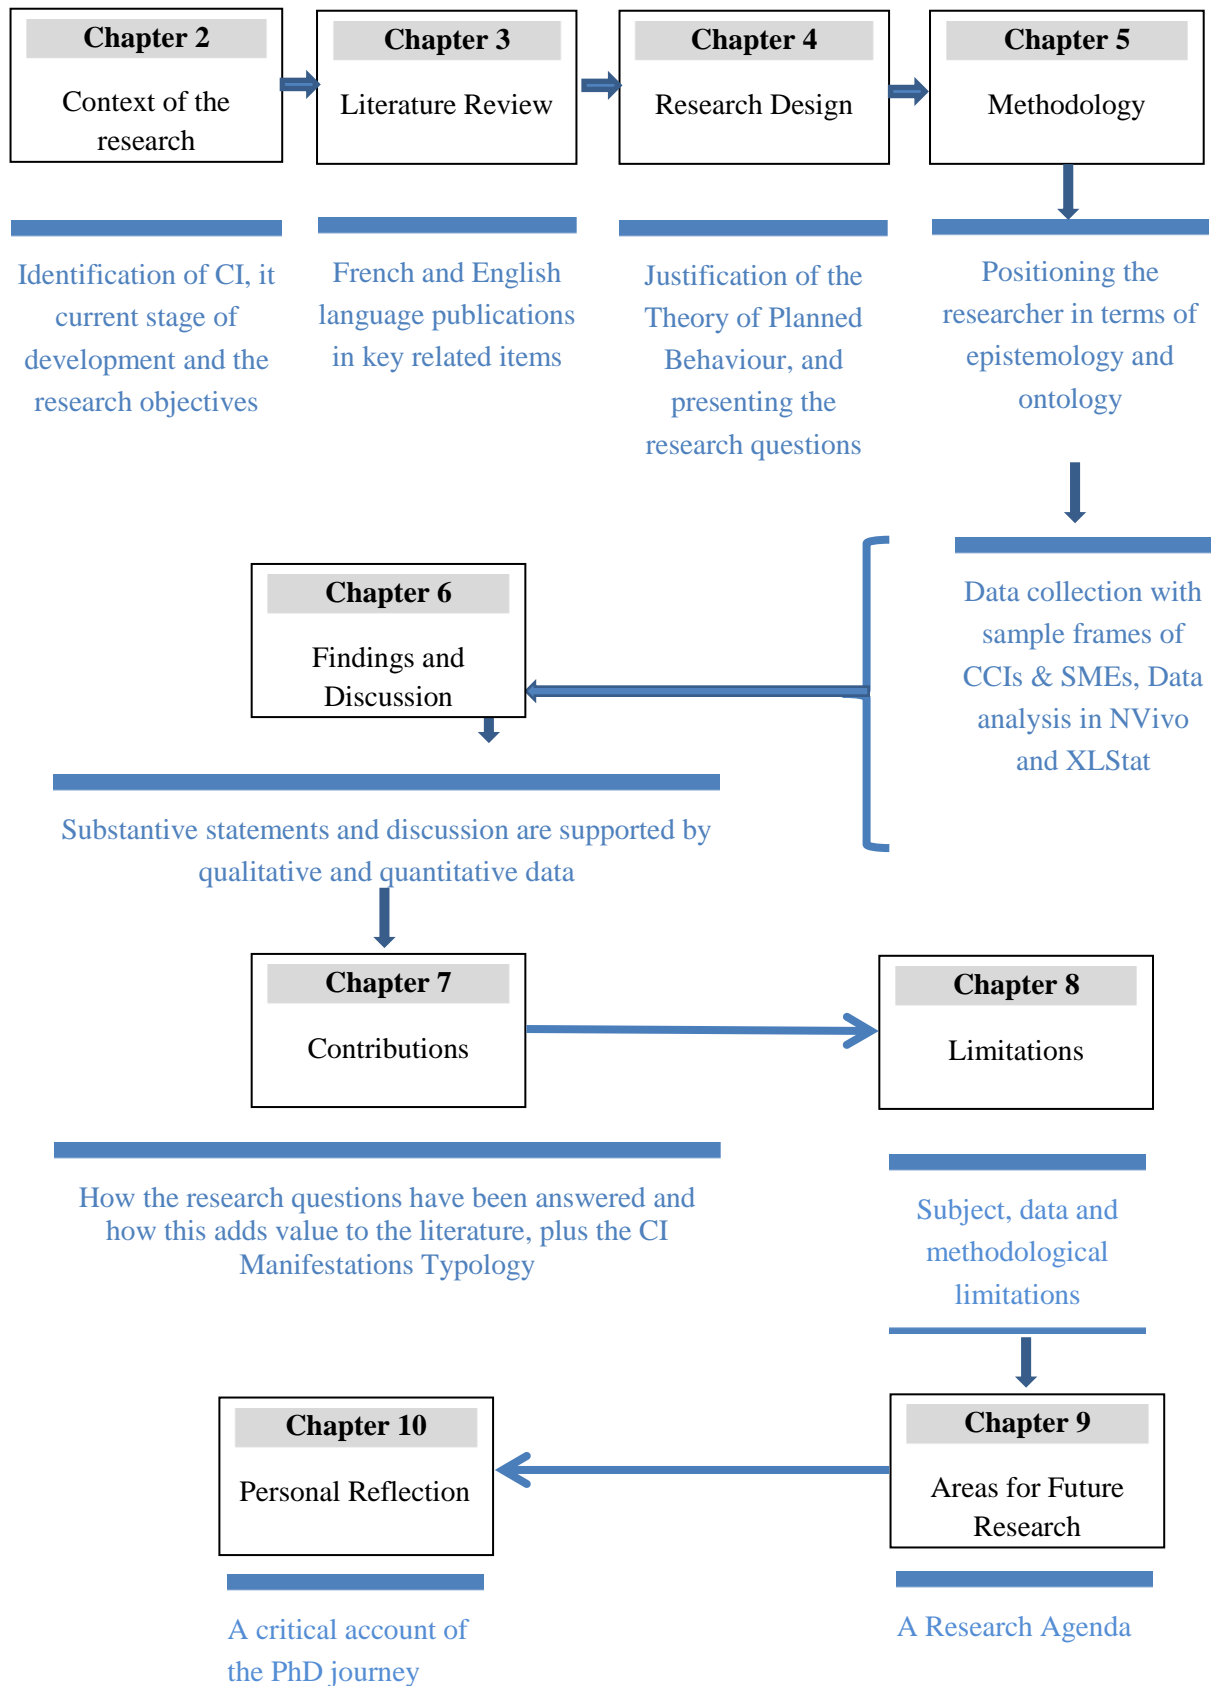 Chapter 2
Context of the
research
Chapter 3
Literature Review
Chapter 4
Research Design
Chapter 5
Methodology
Identification of CI, it
current stage of
development and the
research objectives
French and English
language publications
in key related items
Justification of the
Theory of Planned
Behaviour, and
presenting the
research questions
Positioning the
researcher in terms of
epistemology and
ontology
Data collection with
sample frames of
CCIs & SMEs, Data
analysis in NVivo
and XLStat
Chapter 6
Findings and
Discussion
Substantive statements and discussion are supported by
qualitative and quantitative data
Chapter 7
Contributions
Chapter 8
Limitations
How the research questions have been answered and
how this adds value to the literature, plus the CI
Manifestations Typology
Subject, data and
methodological
limitations
Chapter 9
Areas for Future
Research
A Research Agenda
Chapter 10
Personal Reflection
A critical account of
the PhD journey